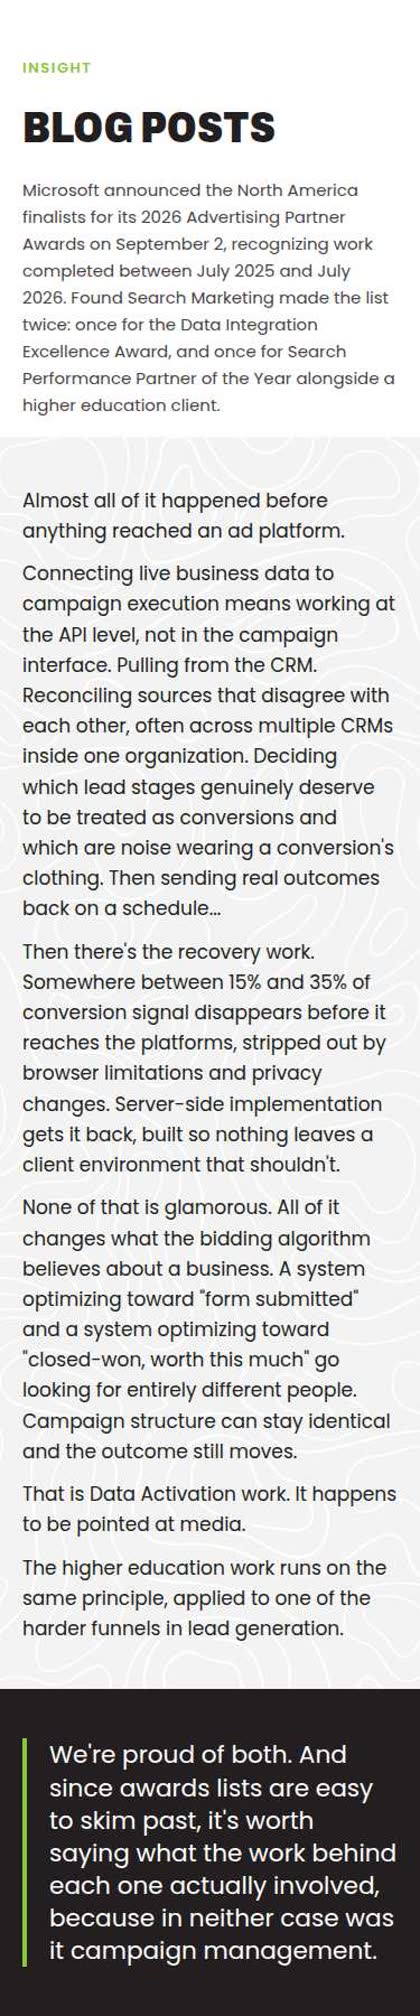 INSIGHT
BLOG POSTS
Microsoft announced the North America
finalists for its 2026 Advertising Partner
Awards on September 2, recognizing work
completed between July 2025 and July
2026. Found Search Marketing made the list
twice: once for the Data Integration
Excellence Award, and once for Search
Performance Partner of the Year alongside a
higher education client.
Almost all of it happened before
anything reached an ad platform.
Connecting live business data to
campaign execution means working at
the API level, not in the campaign
interface. Pulling from the CRM.
Reconciling sources that disagree with
each other, often across multiple CRMs
inside one organization. Deciding
which lead stages genuinely deserve
to be treated as conversions and
which are noise wearing a conversion's
clothing. Then sending real outcomes
back on a schedule...
Then there's the recovery work.
Somewhere between 15% and 35% of
conversion signal disappears before it
reaches the platforms, stripped out by
browser limitations and privacy
changes. Server-side implementation
gets it back, built so nothing leaves a
client environment that shouldn't.
None of that is glamorous. All of it
changes what the bidding algorithm
believes about a business. A system
optimizing toward "form submitted"
and a system optimizing toward
"closed-won, worth this much" go
looking for entirely different people.
Campaign structure can stay identical
and the outcome still moves.
That is Data Activation work. It happens
to be pointed at media.
The higher education work runs on the
same principle, applied to one of the
harder funnels in lead generation.
We're proud of both. And
since awards lists are easy
to skim past, it's worth
saying what the work behind
each one actually involved,
because in neither case was
it campaign management.